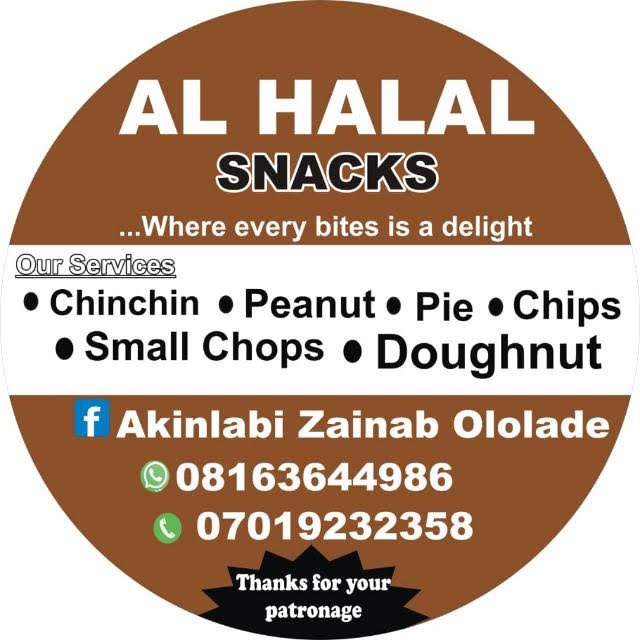 AL HALAL
SNACKS
...Where every bites is a delight
Our Services
• Chinchin • Peanut • Pie • Chips
• Small Chops • Doughnut
f Akinlabi Zainab Ololade
08163644986
07019232358
Thanks for your
patronage